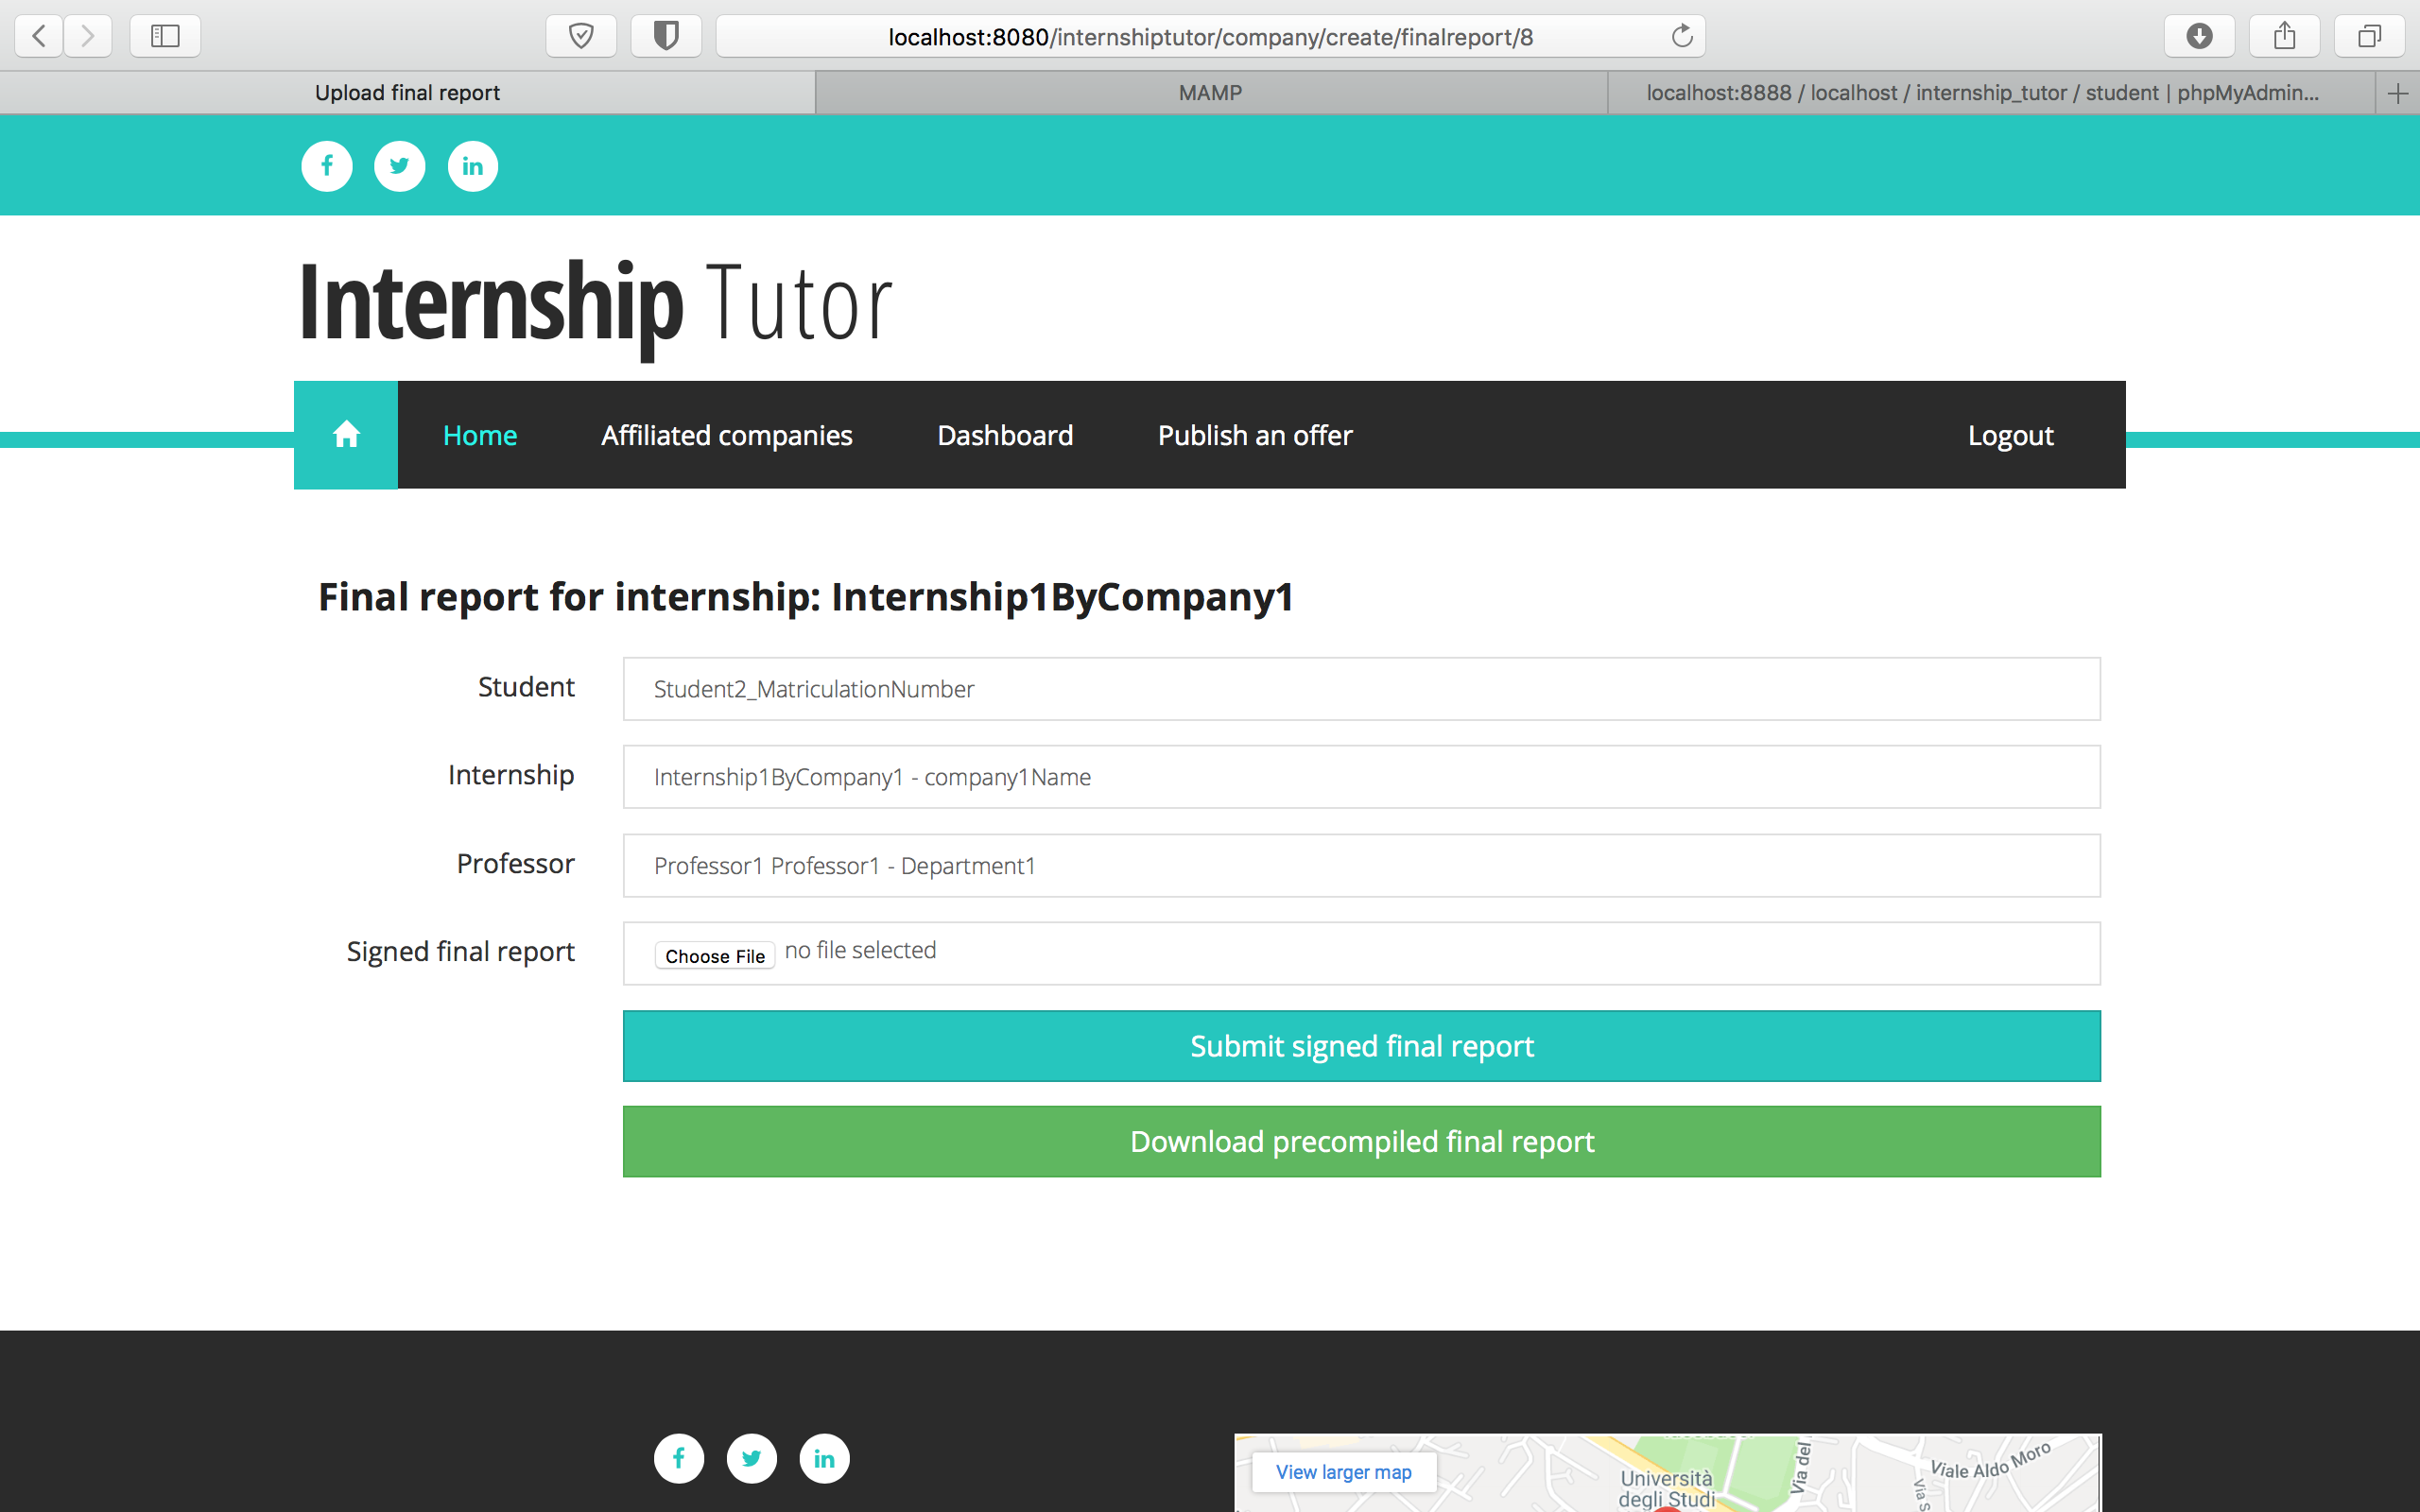 localhost:8080/internshiptutor/company/create/finalreport/8
Upload final report
MAMP
localhost:8888 / localhost / internship_tutor / student | phpMyAdmin...
Internship Tutor
Home
Affiliated companies
Dashboard
Publish an offer
Logout
Final report for internship: Internship1ByCompany1
Student
Student2_MatriculationNumber
Internship
Internship1ByCompany1 - company1Name
Professor
Professor1 Professor1 - Department1
Signed final report
Choose File no file selected
Submit signed final report
Download precompiled final report
View larger map
Università
degli Studi
Via del
Viale Aldo Moro
Via S